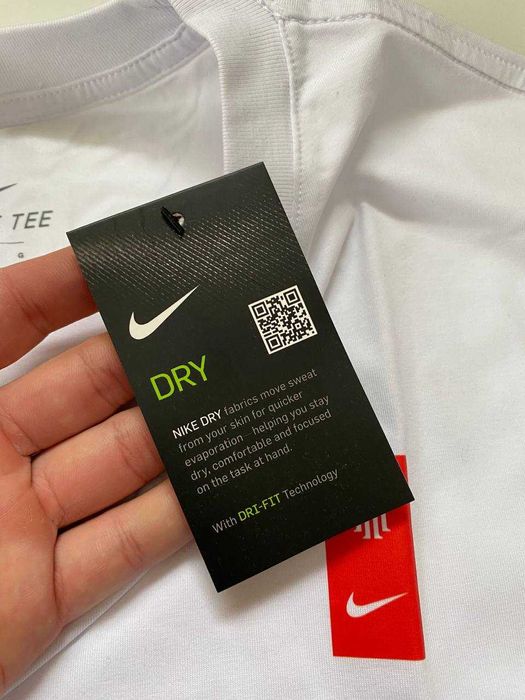 TEE
G
DRY
NIKE DRY fabrics move sweat
from your skin for quicker
evaporation—helping you stay
dry, comfortable and focused
on the task at hand.
With DRI-FIT Technology